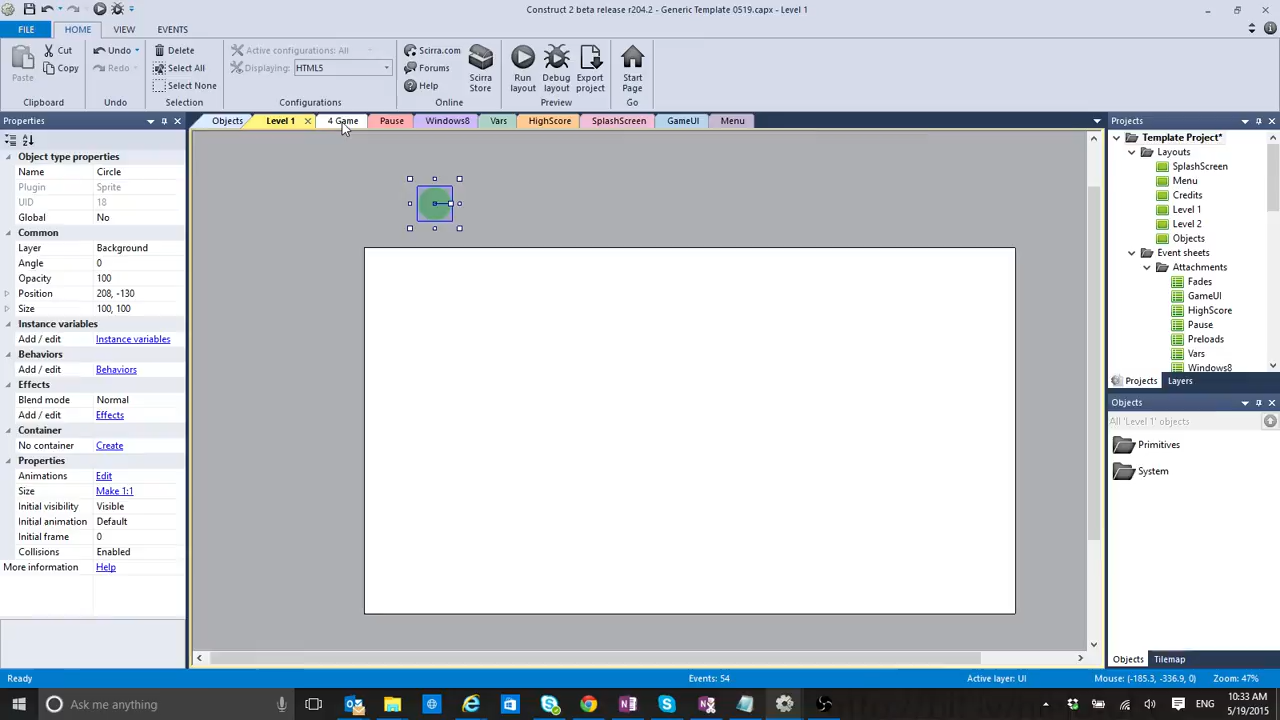 Construct 2 beta release r204.2 - Generic Template 0519.capx - Level 1
FILE HOME VIEW EVENTS
Paste
Cut
Copy
Clipboard
Undo
Redo
Undo
Delete
Select All
Select None
Selection
Active configurations: All
Displaying: HTML5
Configurations
Scirra.com
Forums
Help
Scirra Store
Online
Run layout
Debug layout
Export project
Preview
Start Page
Go
Properties
Objects Level 1 4 Game Pause Windows8 Vars HighScore SplashScreen GameUI Menu
Projects
Object type properties
Name Circle
Plugin Sprite
UID 18
Global No
Common
Layer Background
Angle 0
Opacity 100
Position 208, -130
Size 100, 100
Instance variables
Add / edit Instance variables
Behaviors
Add / edit Behaviors
Effects
Blend mode Normal
Add / edit Effects
Container
No container Create
Properties
Animations Edit
Size Make 1:1
Initial visibility Visible
Initial animation Default
Initial frame 0
Collisions Enabled
More information Help
Template Project*
Layouts
SplashScreen
Menu
Credits
Level 1
Level 2
Objects
Event sheets
Attachments
Fades
GameUI
HighScore
Pause
Preloads
Vars
Windows8
Projects Layers
Objects
All 'Level 1' objects
Primitives
System
Objects Tilemap
Ready
Events: 54
Active layer: UI
Mouse: (-185.3, -336.9, 0)
Zoom: 47%
Ask me anything
ENG
10:33 AM
5/19/2015